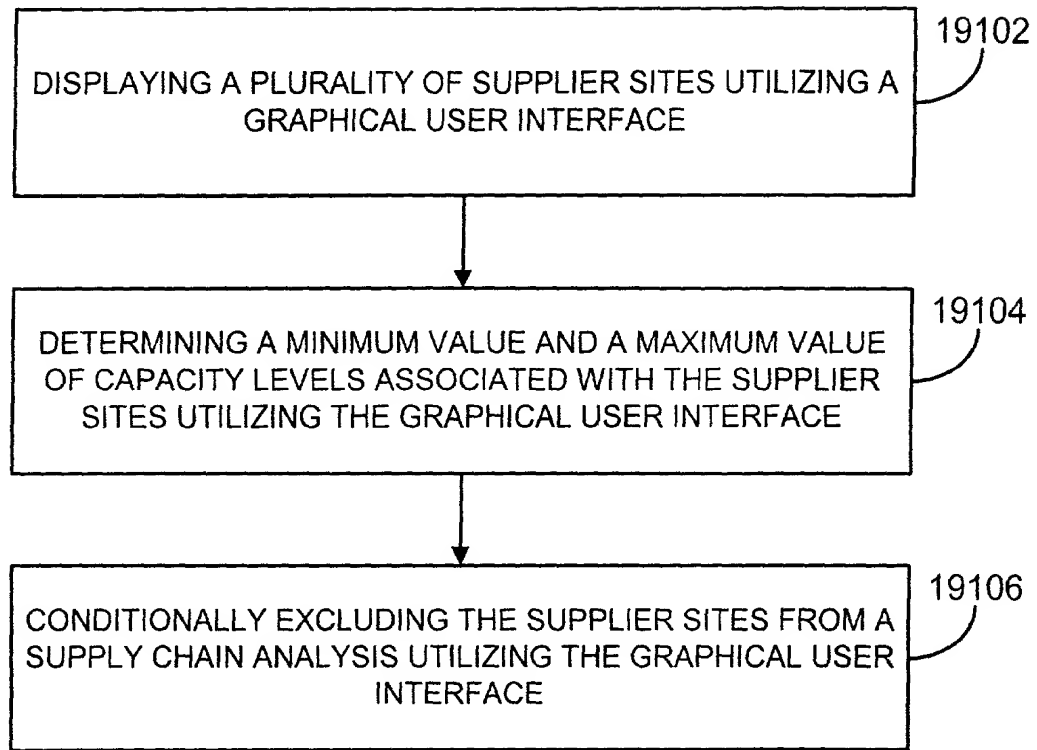 19102
DISPLAYING A PLURALITY OF SUPPLIER SITES UTILIZING A
GRAPHICAL USER INTERFACE
19104
DETERMINING A MINIMUM VALUE AND A MAXIMUM VALUE
OF CAPACITY LEVELS ASSOCIATED WITH THE SUPPLIER
SITES UTILIZING THE GRAPHICAL USER INTERFACE
19106
CONDITIONALLY EXCLUDING THE SUPPLIER SITES FROM A
SUPPLY CHAIN ANALYSIS UTILIZING THE GRAPHICAL USER
INTERFACE